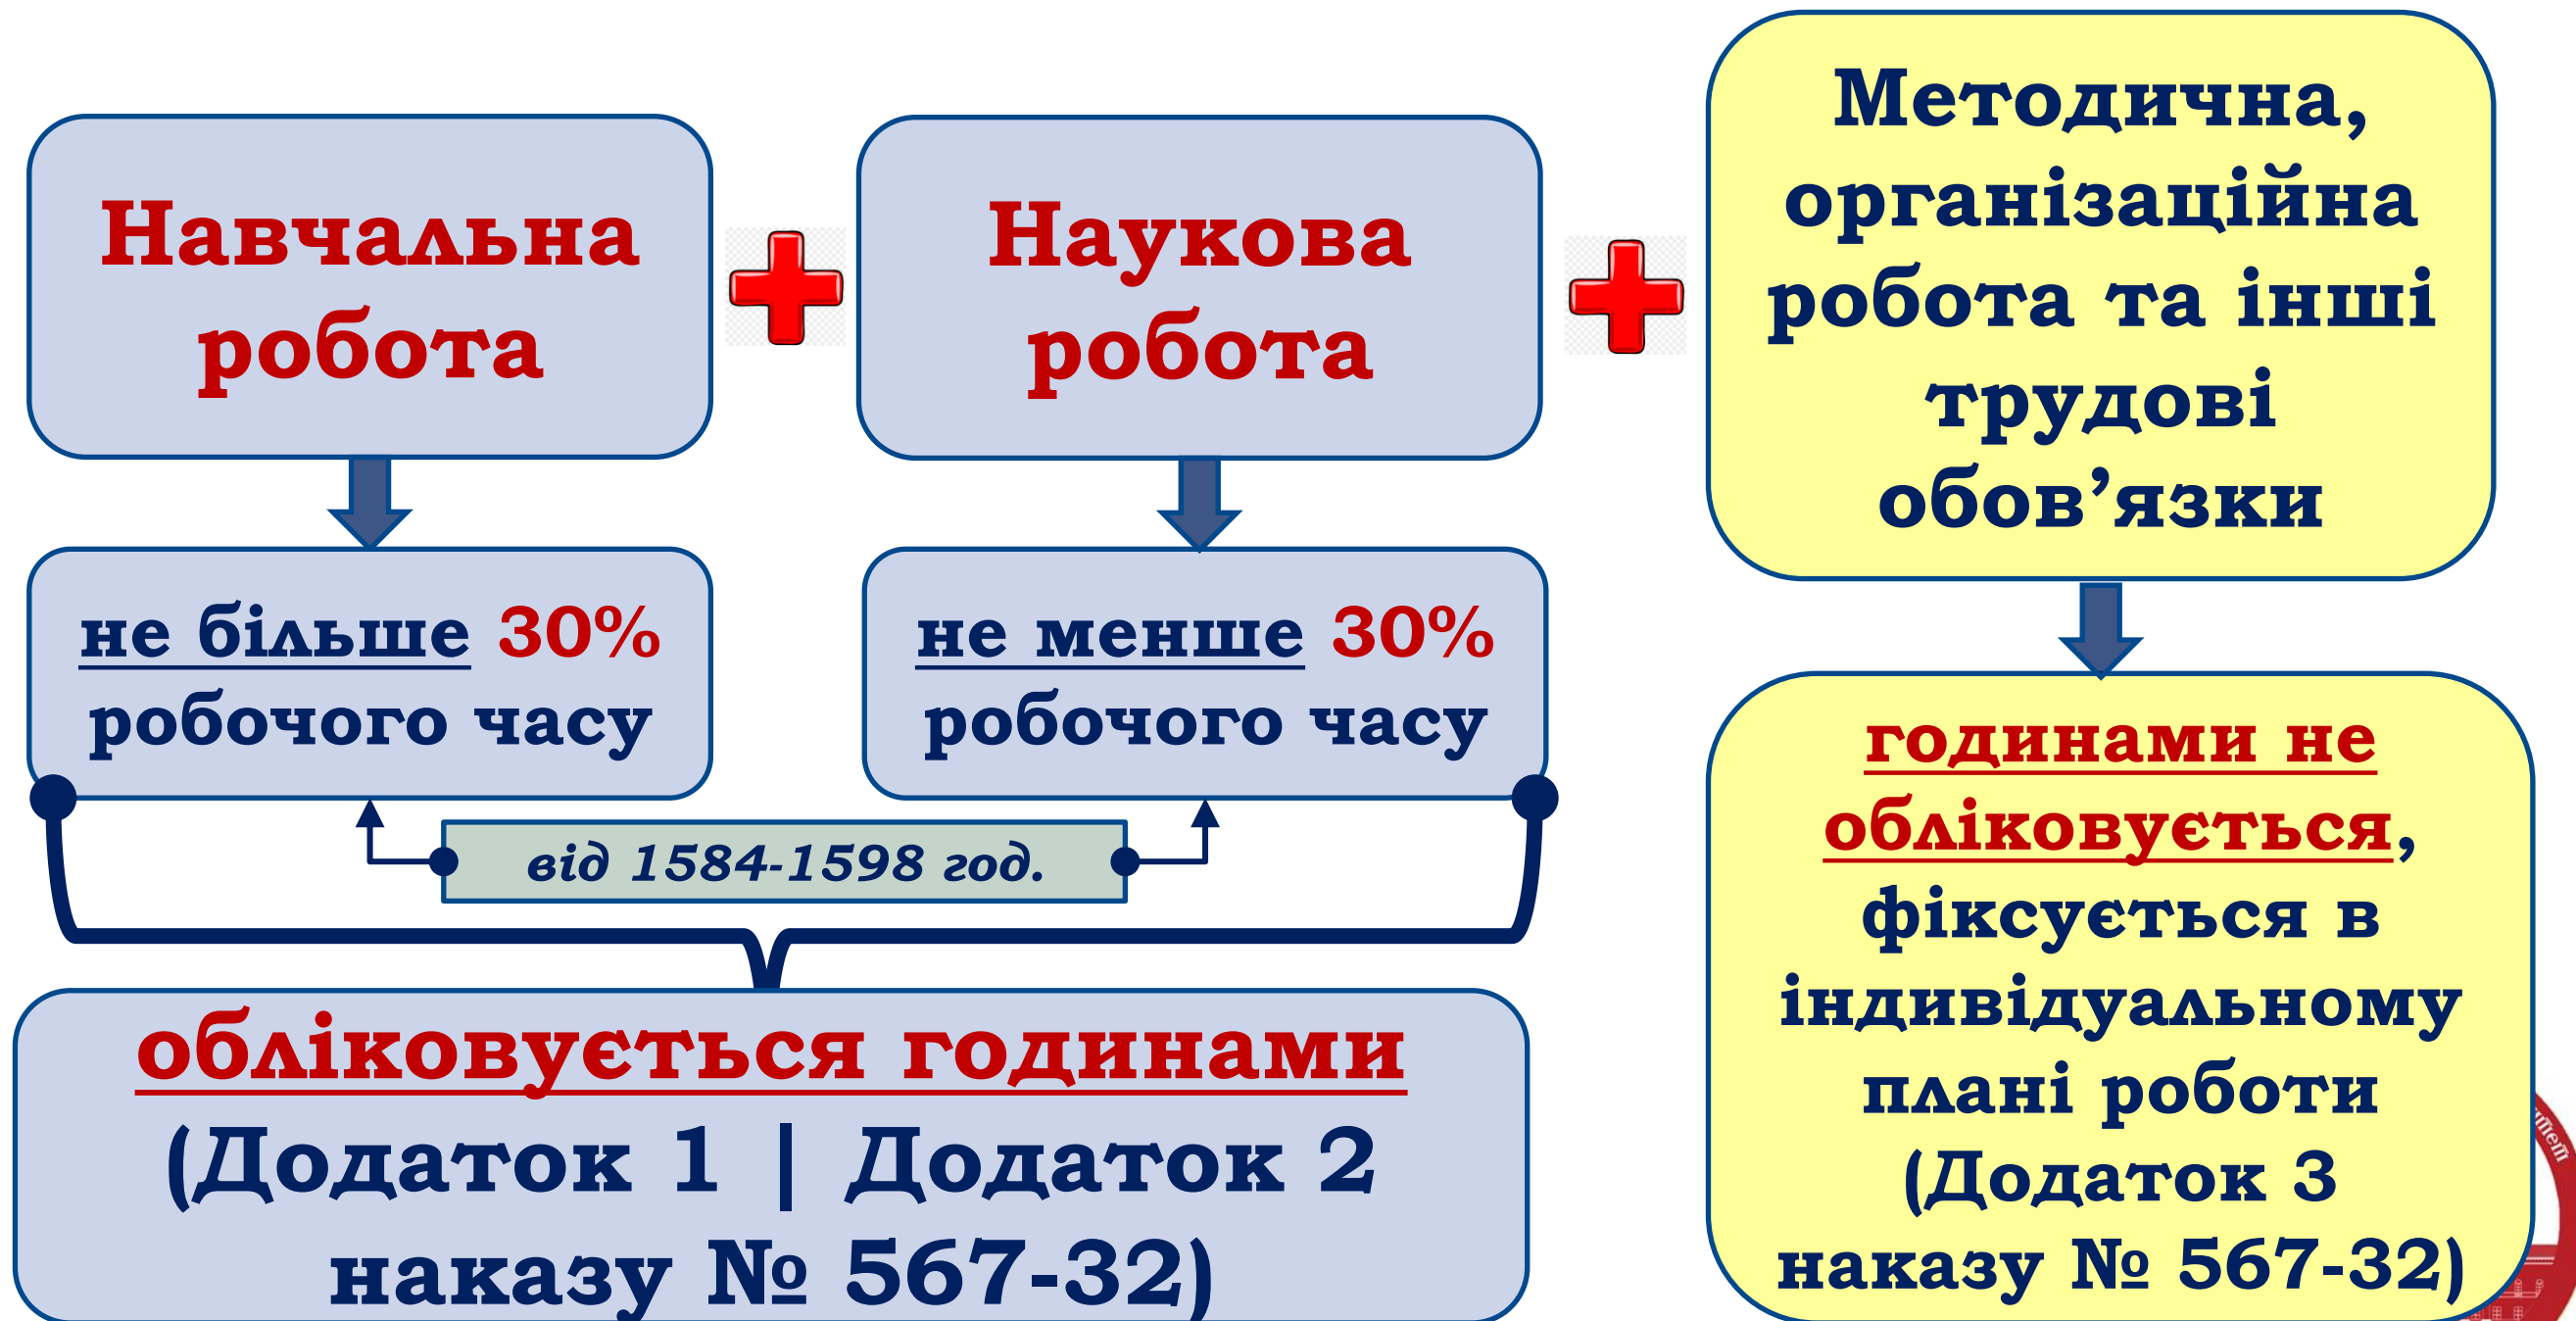 Навчальна
робота
Наукова
робота
Методична,
організаційна
робота та інші
трудові
обов’язки
не більше 30%
робочого часу
не менше 30%
робочого часу
від 1584-1598 год.
обліковується годинами
(Додаток 1 | Додаток 2
наказу № 567-32)
годинами не
обліковується,
фіксується в
індивідуальному
плані роботи
(Додаток 3
наказу № 567-32)